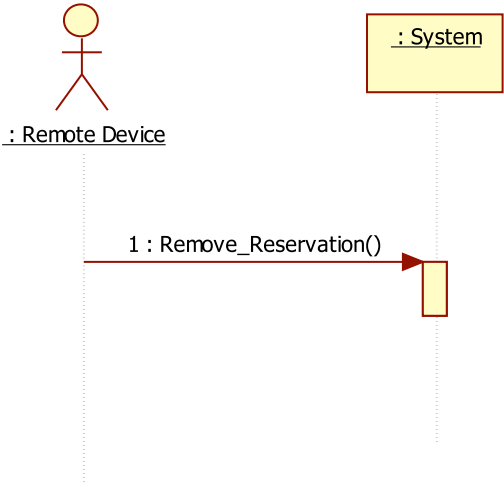 : System
: Remote Device
1 : Remove_Reservation()